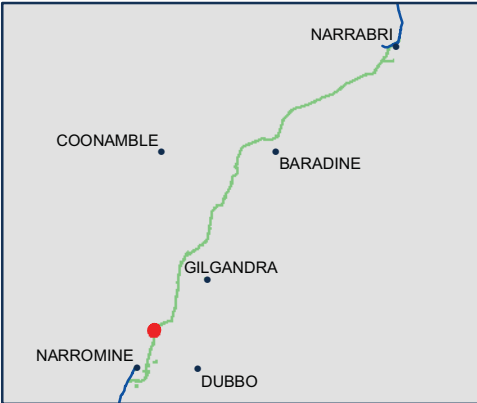 NARRABRI
COONAMBLE
BARADINE
GILGANDRA
NARROMINE
DUBBO